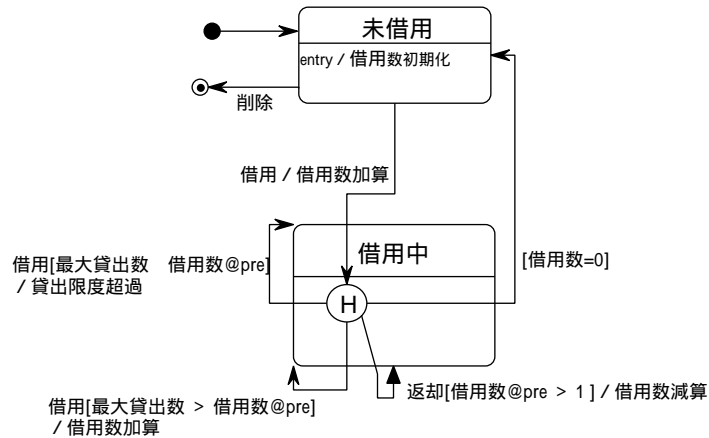 未借用
entry / 借用数初期化
削除
借用 / 借用数加算
借用中
借用[最大貸出数　借用数@pre]
/ 貸出限度超過
[借用数=0]
H
返却[借用数@pre > 1 ] / 借用数減算
借用[最大貸出数 > 借用数@pre]
/ 借用数加算